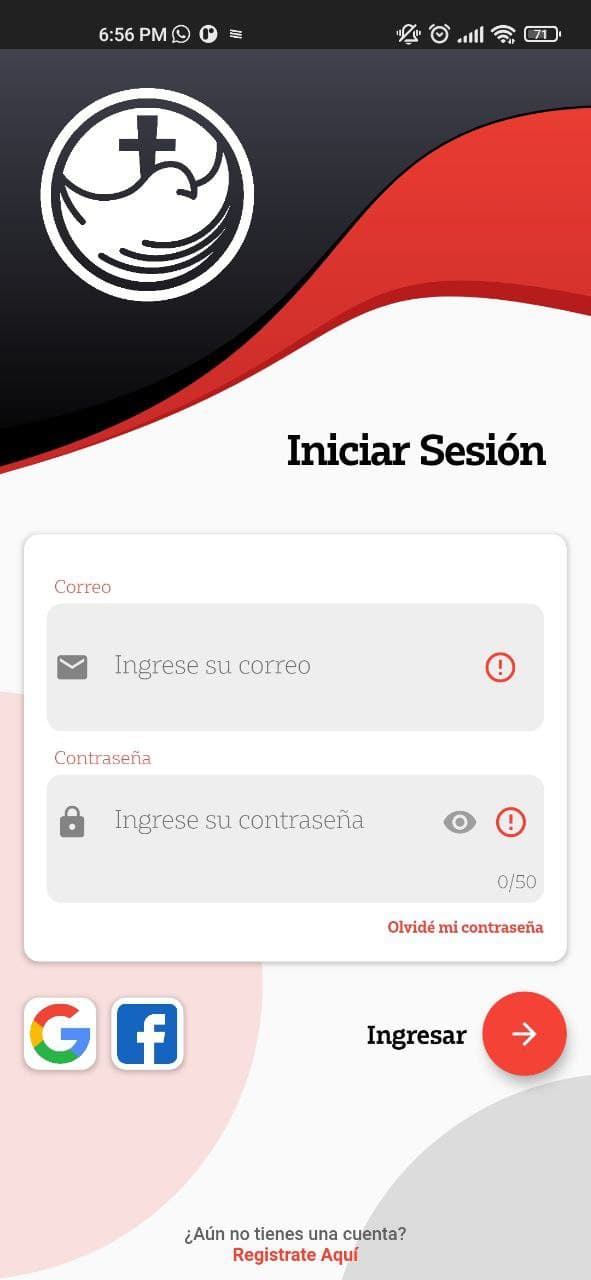 6:56 PM
71
Iniciar Sesión
Correo
Ingrese su correo
Contraseña
Ingrese su contraseña
0/50
Olvidé mi contraseña
Ingresar
¿Aún no tienes una cuenta?
Registrate Aquí